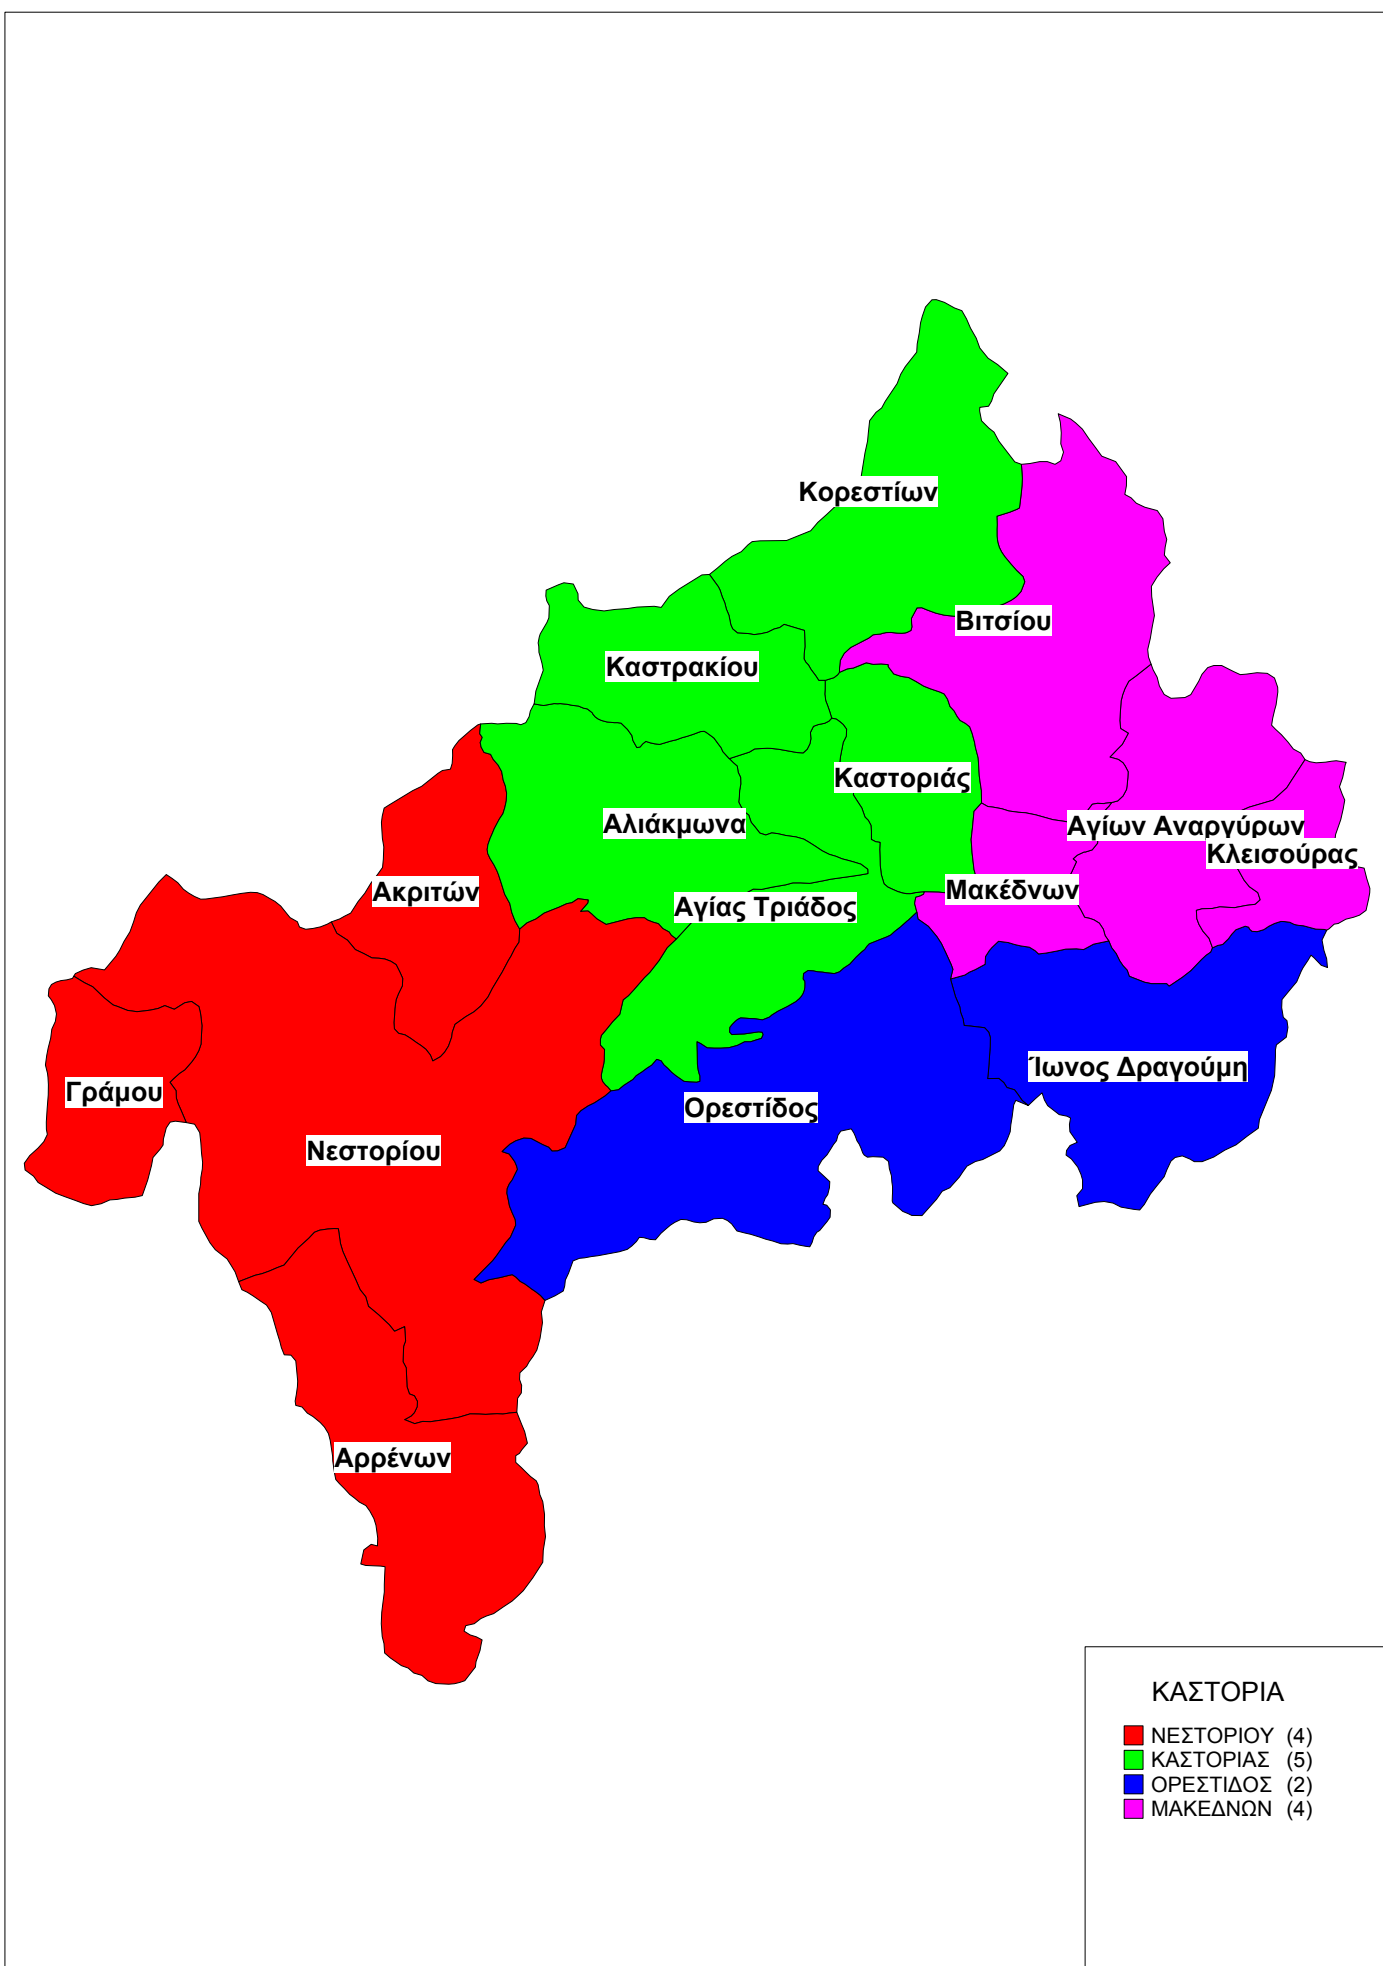 Κορεστίων
Βιτσίου
Καστρακίου
Καστοριάς
Αλιάκμωνα
Αγίων Αναργύρων
Κλεισούρας
Ακριτών
Μακέδνων
Αγίας Τριάδος
Ίωνος Δραγούμη
Γράμου
Ορεστίδος
Νεστορίου
Αρρένων
ΚΑΣΤΟΡΙΑ
ΝΕΣΤΟΡΙΟΥ (4)
ΚΑΣΤΟΡΙΑΣ (5)
ΟΡΕΣΤΙΔΟΣ (2)
ΜΑΚΕΔΝΩΝ (4)